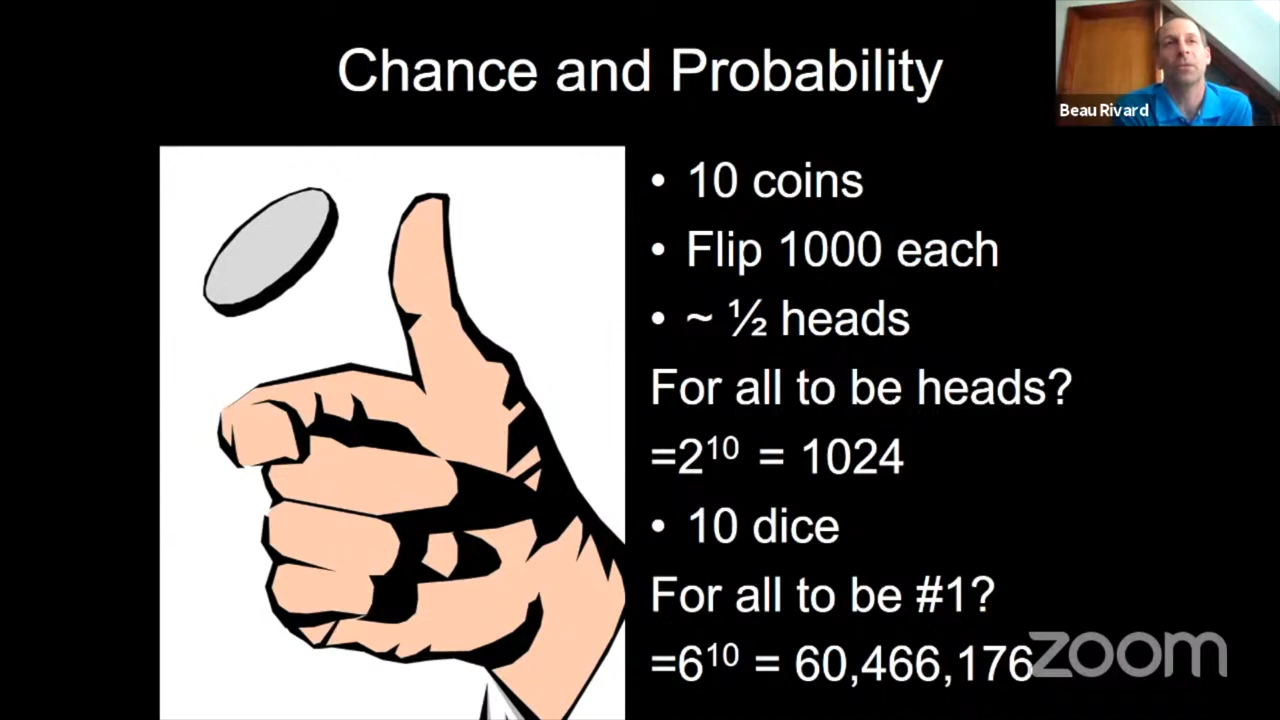 Chance and Probability
Beau Rivard
• 10 coins
• Flip 1000 each
• ~ ½ heads
For all to be heads?
=2¹⁰ = 1024
• 10 dice
For all to be #1?
=6¹⁰ = 60,466,176
zoom